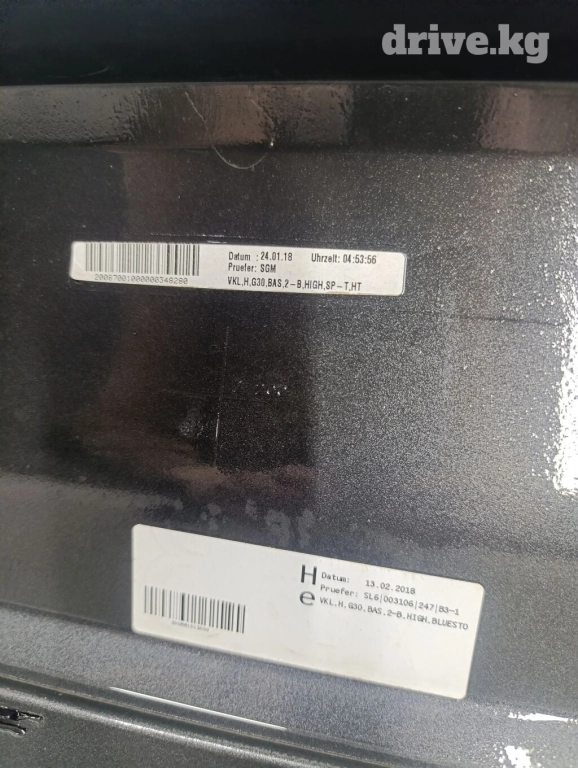 drive.kg
Datum : 24.01.18 Uhrzeit: 04:53:56
Pruefer: SGM
VKL,H,G30,BAS,2-B,HIGH,SP-T,HT
H Datum: 13.02.2018
e Pruefer: SL6/003106/247/B3-1
VKL,H,G30,BAS,2-B,HIGH,BLUESTO